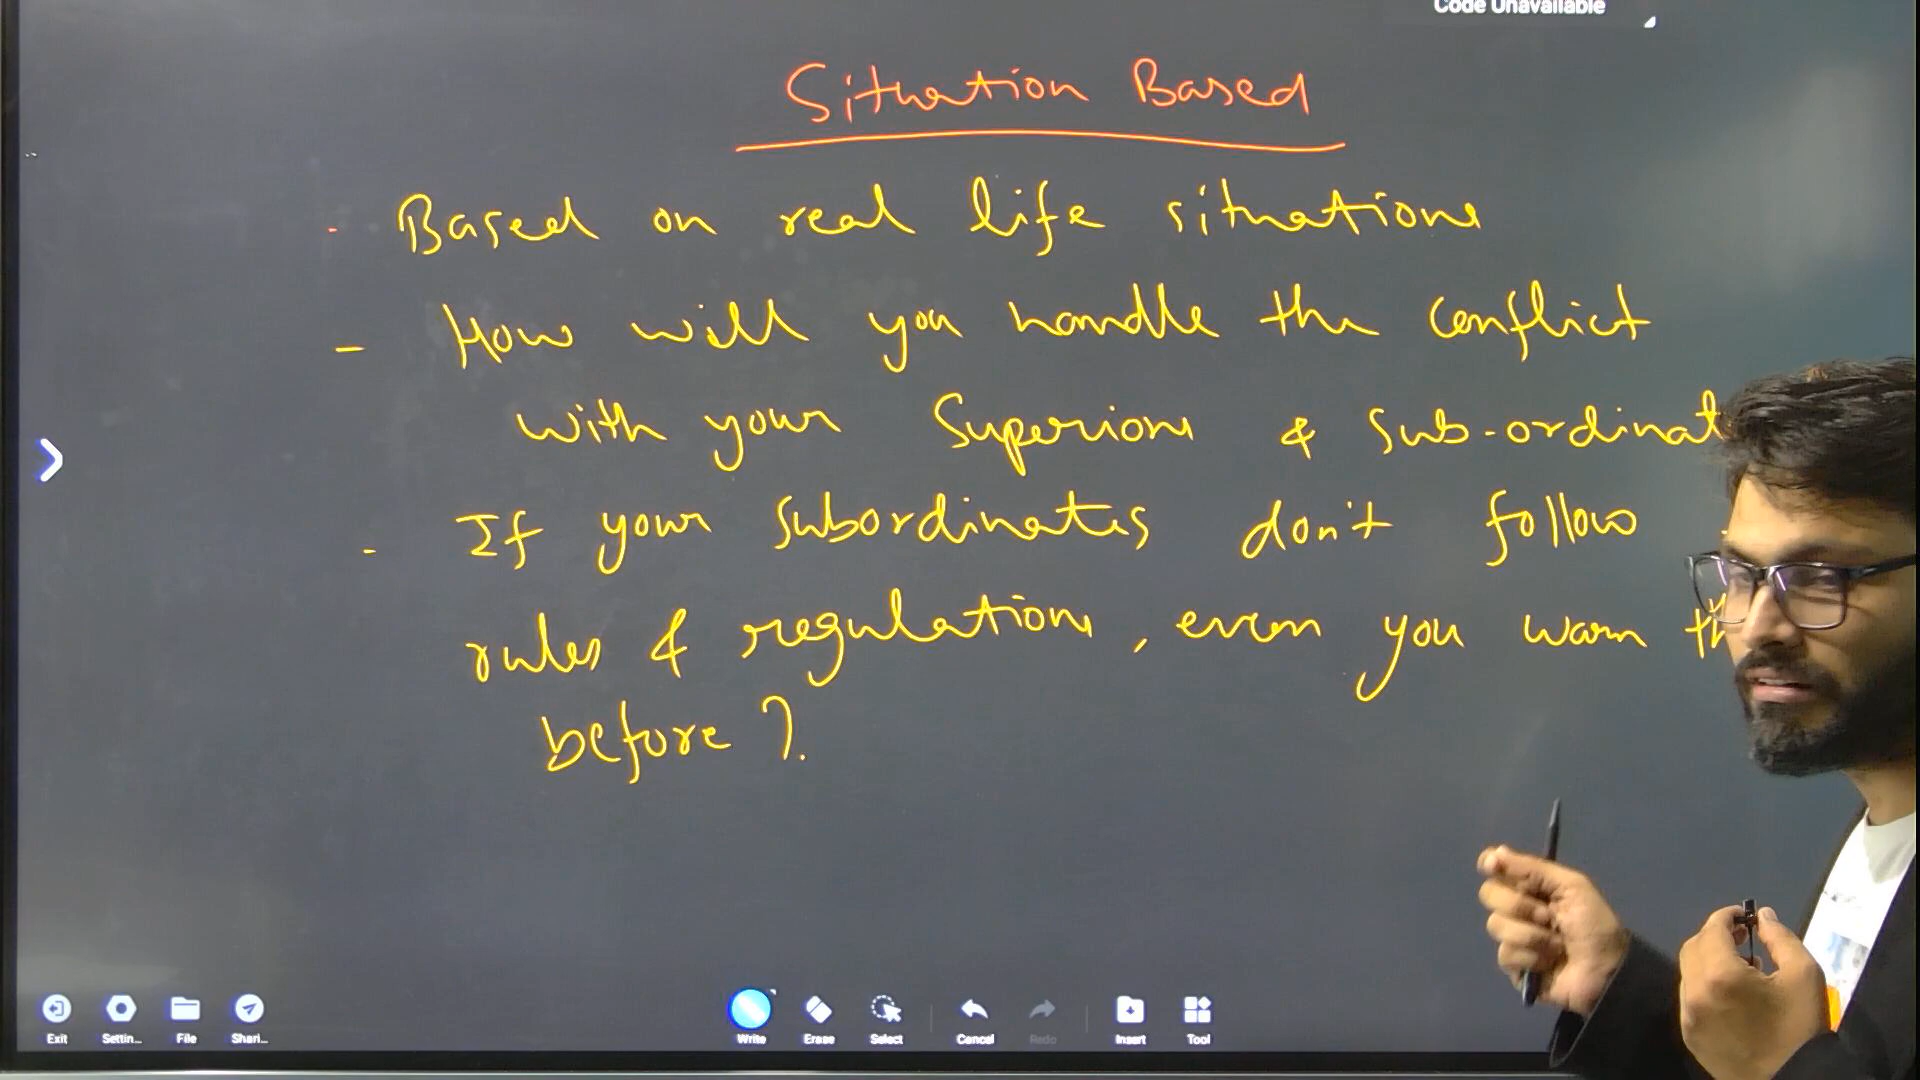 Code Unavailable
Situation Based
. Based on real life situations
- How will you handle the conflict
with your Superiors & Sub-ordinat
- If your Subordinates don't follow
rules & regulations, even you warn th
before ?
Exit Settin... File Shari... Write Erase Select Cancel Redo Insert Tool